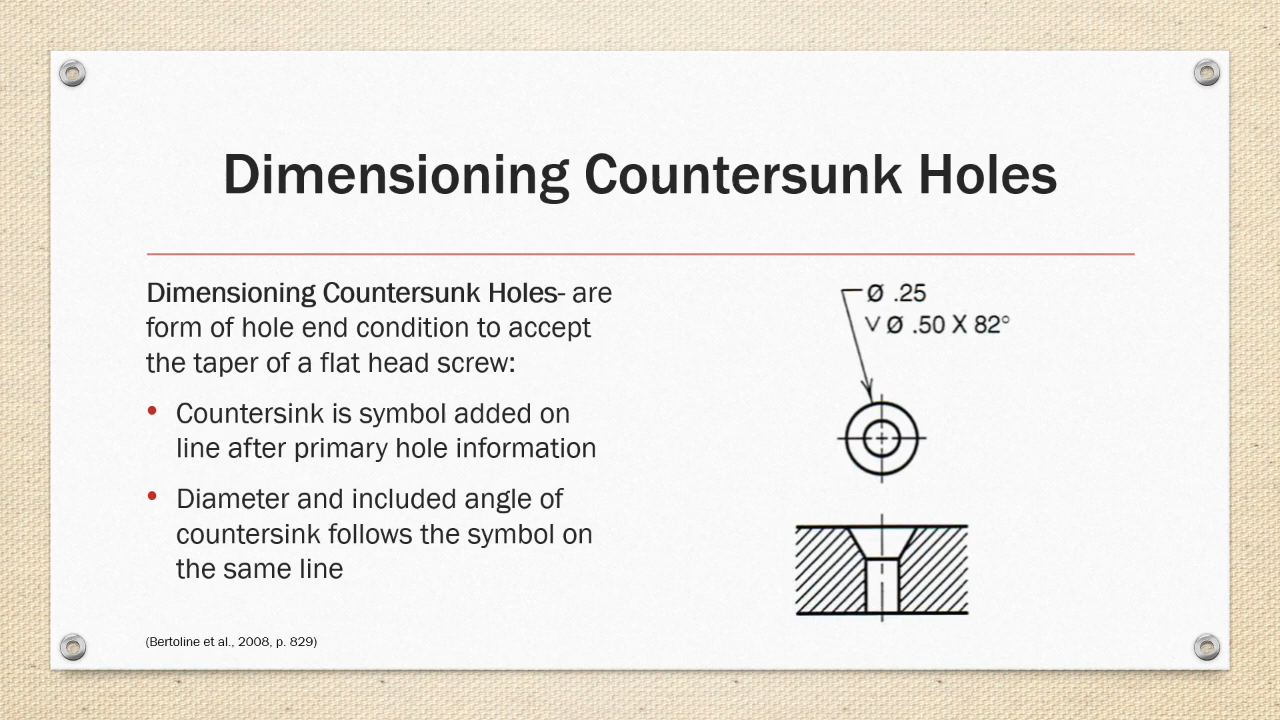 Dimensioning Countersunk Holes
Dimensioning Countersunk Holes- are
form of hole end condition to accept
the taper of a flat head screw:
• Countersink is symbol added on
line after primary hole information
• Diameter and included angle of
countersink follows the symbol on
the same line
(Bertoline et al., 2008, p. 829)
Ø .25
⌵ Ø .50 X 82°